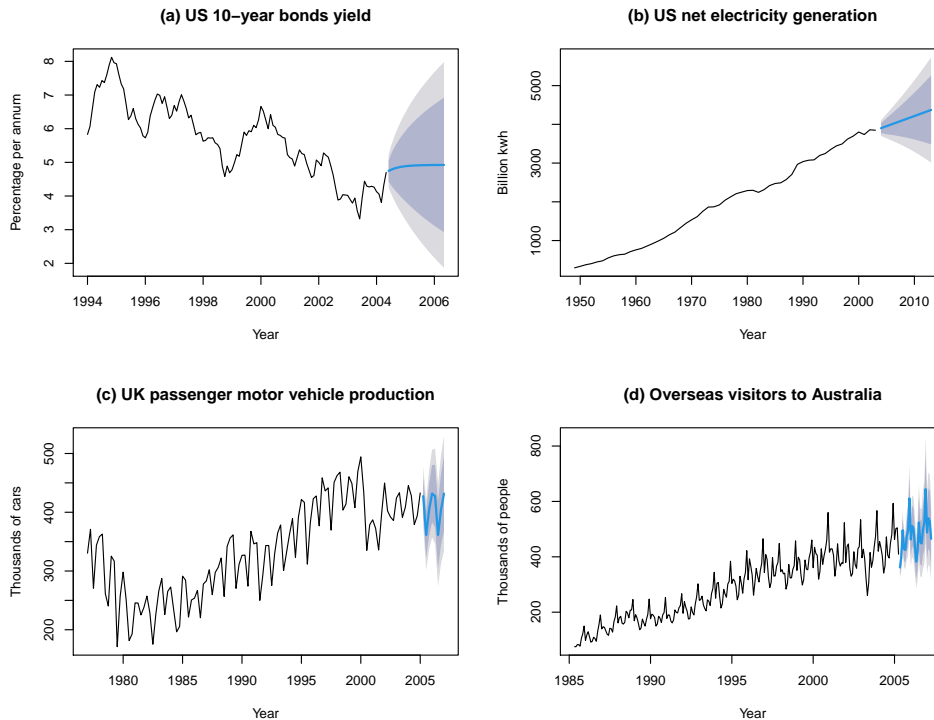 (a) US 10−year bonds yield
Percentage per annum
8
7
6
5
4
3
2
1994 1996 1998 2000 2002 2004 2006
Year
(b) US net electricity generation
Billion kwh
5000
3000
1000
1950 1960 1970 1980 1990 2000 2010
Year
(c) UK passenger motor vehicle production
Thousands of cars
500
400
300
200
1980 1985 1990 1995 2000 2005
Year
(d) Overseas visitors to Australia
Thousands of people
800
600
400
200
1985 1990 1995 2000 2005
Year